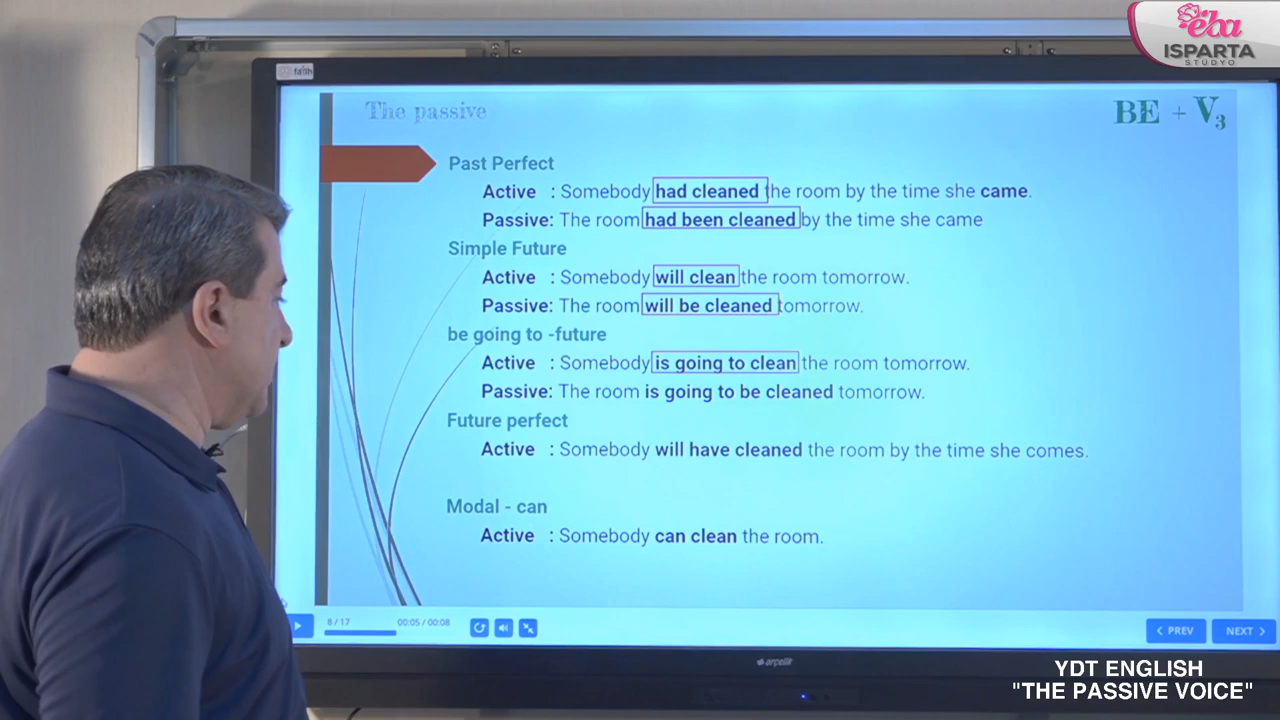 eba
ISPARTA
STÜDYO
fatih
The passive
BE + V3
Past Perfect
Active : Somebody had cleaned the room by the time she came.
Passive: The room had been cleaned by the time she came
Simple Future
Active : Somebody will clean the room tomorrow.
Passive: The room will be cleaned tomorrow.
be going to -future
Active : Somebody is going to clean the room tomorrow.
Passive: The room is going to be cleaned tomorrow.
Future perfect
Active : Somebody will have cleaned the room by the time she comes.
Modal - can
Active : Somebody can clean the room.
8 / 17 00:05 / 00:08
< PREV NEXT >
arçelik
YDT ENGLISH
"THE PASSIVE VOICE"